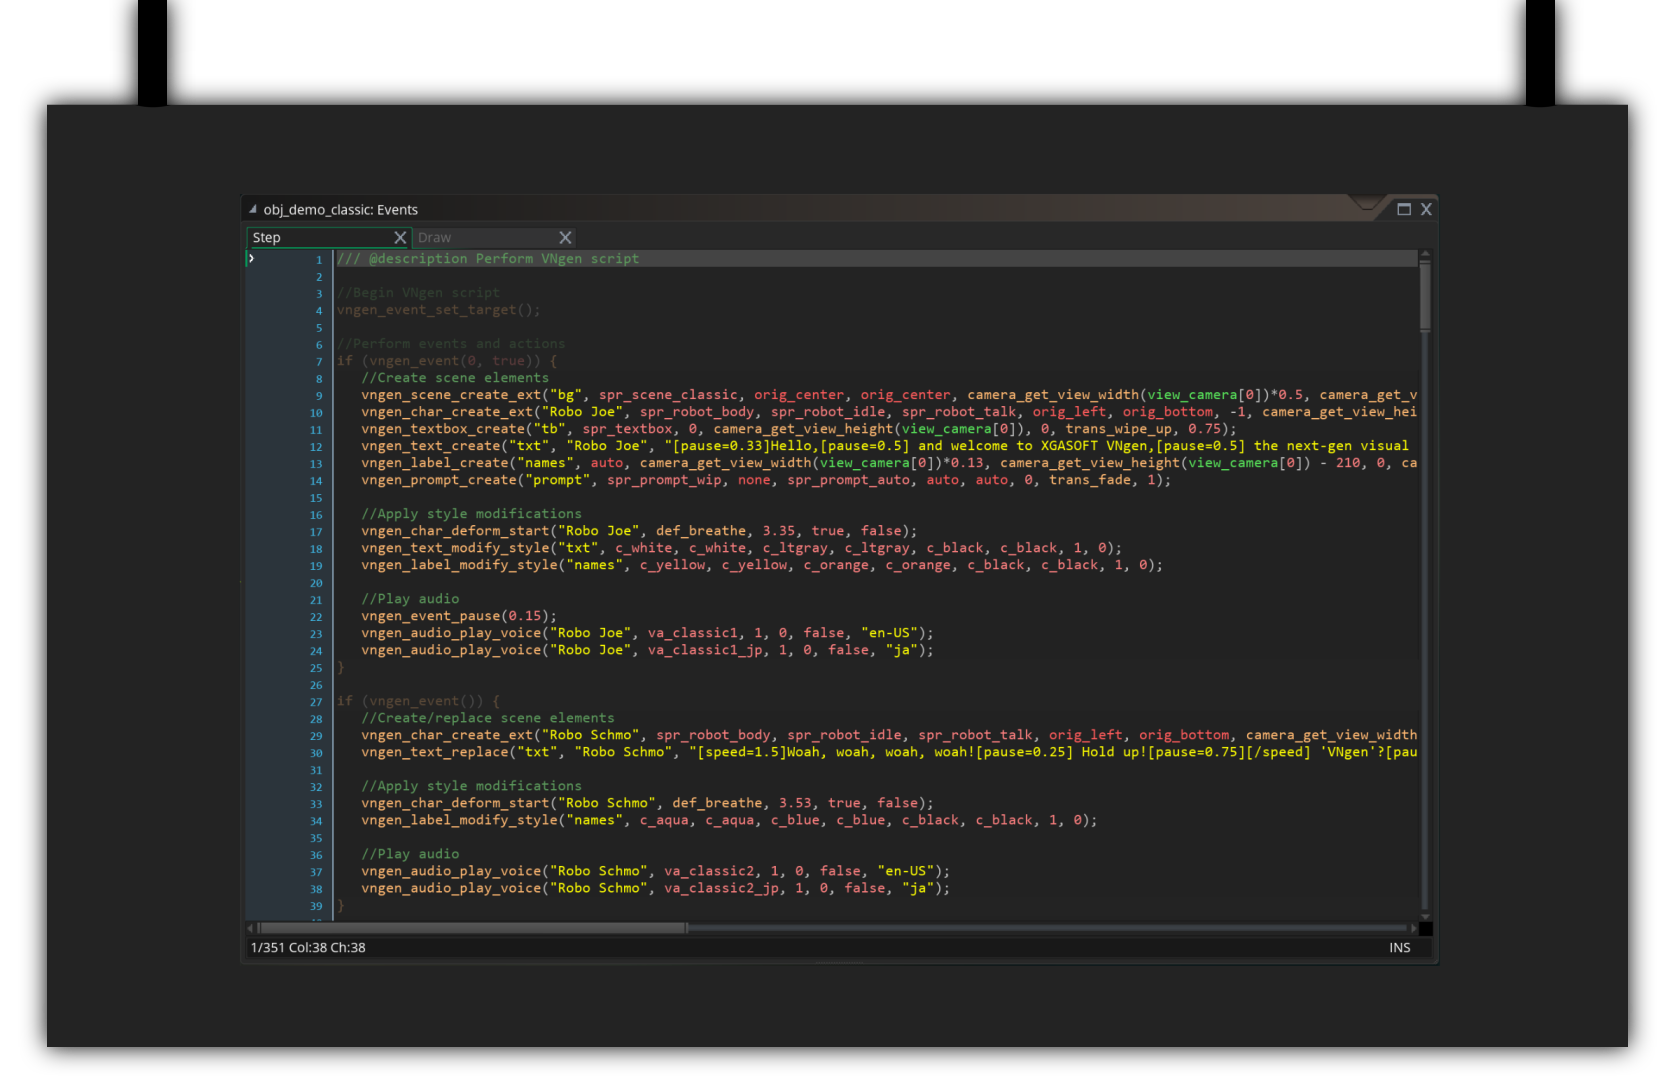 obj_demo_classic: Events
Step X Draw X
1 /// @description Perform VNgen script
2
3 //Begin VNgen script
4 vngen_event_set_target();
5
6 //Perform events and actions
7 if (vngen_event(0, true)) {
8 //Create scene elements
9 vngen_scene_create_ext("bg", spr_scene_classic, orig_center, orig_center, camera_get_view_width(view_camera[0])*0.5, camera_get_v
10 vngen_char_create_ext("Robo Joe", spr_robot_body, spr_robot_idle, spr_robot_talk, orig_left, orig_bottom, -1, camera_get_view_hei
11 vngen_textbox_create("tb", spr_textbox, 0, camera_get_view_height(view_camera[0]), 0, trans_wipe_up, 0.75);
12 vngen_text_create("txt", "Robo Joe", "[pause=0.33]Hello,[pause=0.5] and welcome to XGASOFT VNgen,[pause=0.5] the next-gen visual
13 vngen_label_create("names", auto, camera_get_view_width(view_camera[0])*0.13, camera_get_view_height(view_camera[0]) - 210, 0, ca
14 vngen_prompt_create("prompt", spr_prompt_wip, none, spr_prompt_auto, auto, auto, 0, trans_fade, 1);
15
16 //Apply style modifications
17 vngen_char_deform_start("Robo Joe", def_breathe, 3.35, true, false);
18 vngen_text_modify_style("txt", c_white, c_white, c_ltgray, c_ltgray, c_black, c_black, 1, 0);
19 vngen_label_modify_style("names", c_yellow, c_yellow, c_orange, c_orange, c_black, c_black, 1, 0);
20
21 //Play audio
22 vngen_event_pause(0.15);
23 vngen_audio_play_voice("Robo Joe", va_classic1, 1, 0, false, "en-US");
24 vngen_audio_play_voice("Robo Joe", va_classic1_jp, 1, 0, false, "ja");
25 }
26
27 if (vngen_event()) {
28 //Create/replace scene elements
29 vngen_char_create_ext("Robo Schmo", spr_robot_body, spr_robot_idle, spr_robot_talk, orig_left, orig_bottom, camera_get_view_width
30 vngen_text_replace("txt", "Robo Schmo", "[speed=1.5]Woah, woah, woah, woah![pause=0.25] Hold up![pause=0.75][/speed] 'VNgen'?[pau
31
32 //Apply style modifications
33 vngen_char_deform_start("Robo Schmo", def_breathe, 3.53, true, false);
34 vngen_label_modify_style("names", c_aqua, c_aqua, c_blue, c_blue, c_black, c_black, 1, 0);
35
36 //Play audio
37 vngen_audio_play_voice("Robo Schmo", va_classic2, 1, 0, false, "en-US");
38 vngen_audio_play_voice("Robo Schmo", va_classic2_jp, 1, 0, false, "ja");
39 }
1/351 Col:38 Ch:38 INS